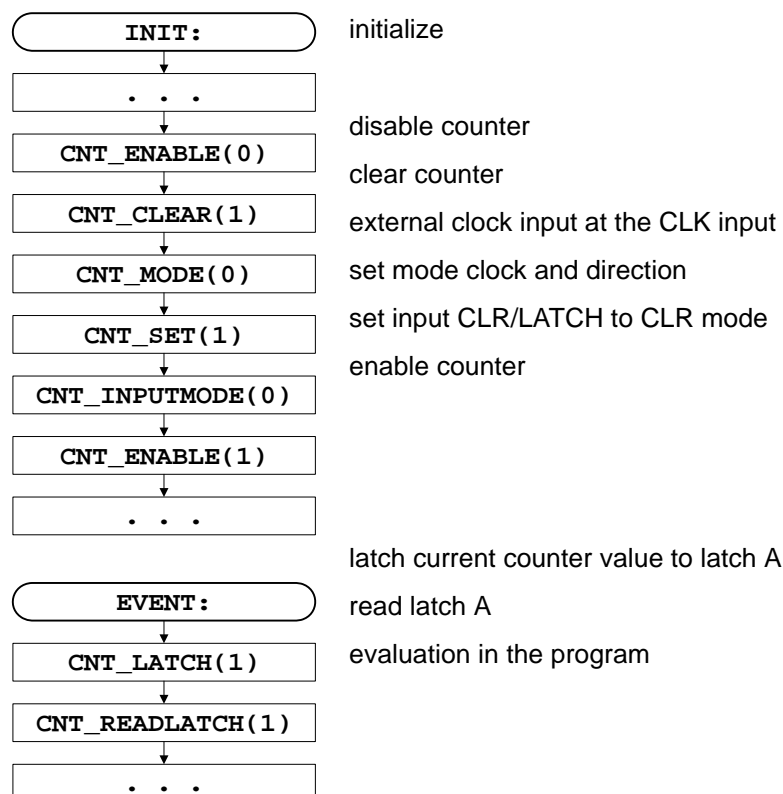 INIT:
initialize
. . .
disable counter
CNT_ENABLE(0)
clear counter
CNT_CLEAR(1)
external clock input at the CLK input
CNT_MODE(0)
set mode clock and direction
CNT_SET(1)
set input CLR/LATCH to CLR mode
enable counter
CNT_INPUTMODE(0)
CNT_ENABLE(1)
. . .
latch current counter value to latch A
EVENT:
read latch A
CNT_LATCH(1)
evaluation in the program
CNT_READLATCH(1)
. . .